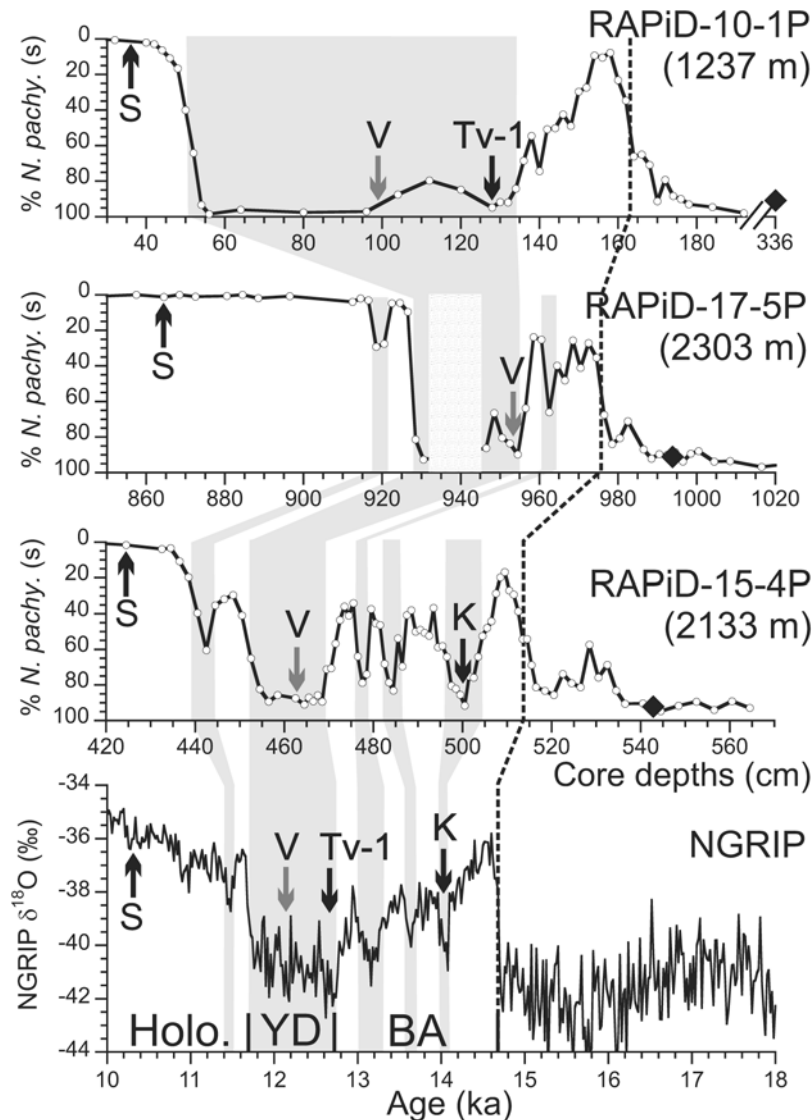 RAPiD-10-1P
(1237 m)
% N. pachy. (s)
0
20
40
60
80
100
S
V
Tv-1
40 60 80 100 120 140 160 180 336
RAPiD-17-5P
(2303 m)
% N. pachy. (s)
0
20
40
60
80
100
S
V
860 880 900 920 940 960 980 1000 1020
RAPiD-15-4P
(2133 m)
% N. pachy. (s)
0
20
40
60
80
100
S
V
K
420 440 460 480 500 520 540 560
Core depths (cm)
NGRIP
NGRIP δ18O (‰)
-34
-36
-38
-40
-42
-44
S
V
Tv-1
K
Holo. YD BA
10 11 12 13 14 15 16 17 18
Age (ka)